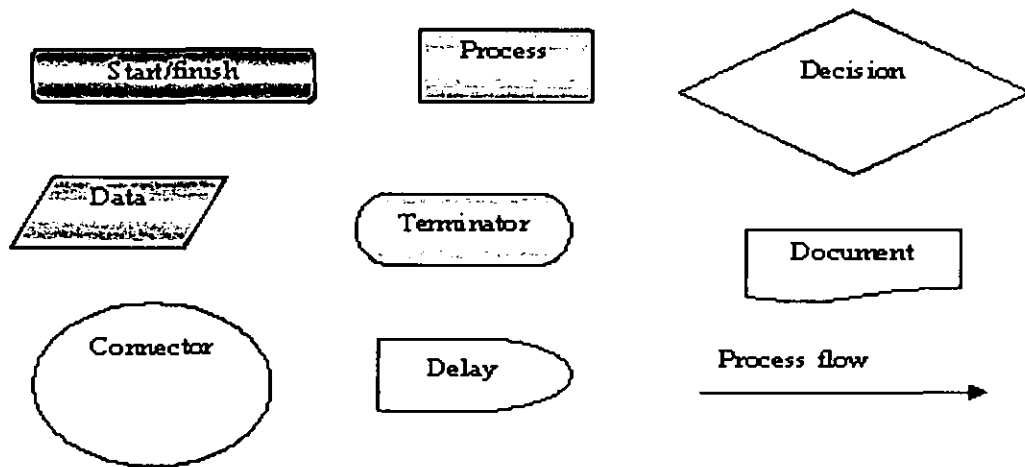 Start/finish
Process
Decision
Data
Terminator
Document
Connector
Delay
Process flow